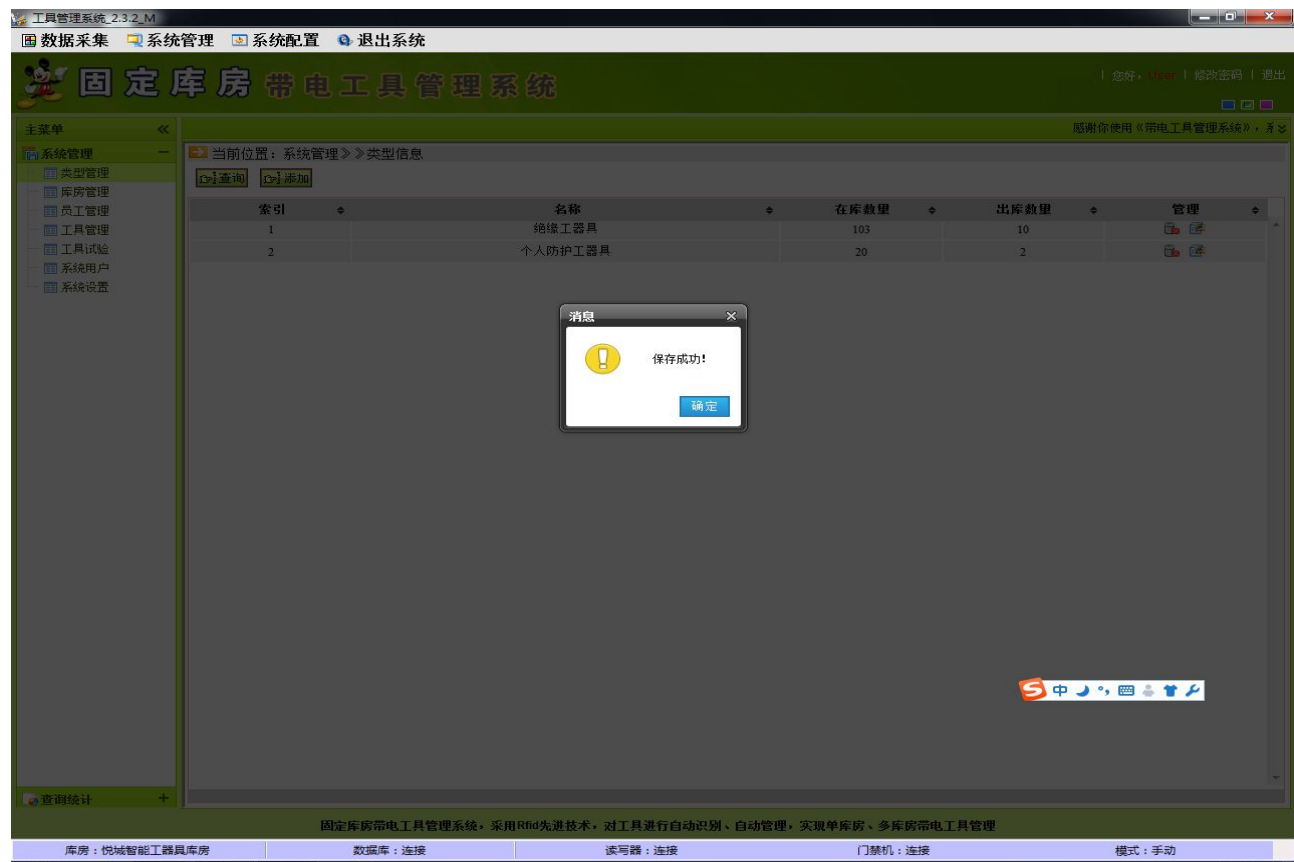 工具管理系统_2.3.2_M
数据采集 系统管理 系统配置 退出系统
固定库房带电工具管理系统
| 您好，User | 修改密码 | 退出
主菜单
感谢你使用《带电工具管理系统》，
系统管理
当前位置：系统管理》》类型信息
类型管理
查询 添加
库房管理
员工管理
工具管理
工具试验
系统用户
系统设置
索引 名称 在库数里 出库数里 管理
1 绝缘工器具 103 10
2 个人防护工器具 20 2
消息
保存成功!
确定
中
查询统计
固定库房带电工具管理系统，采用Rfid先进技术，对工具进行自动识别、自动管理，实现单库房、多库房带电工具管理
库房：悦城智能工器具库房 数据库：连接 读写器：连接 门禁机：连接 模式：手动